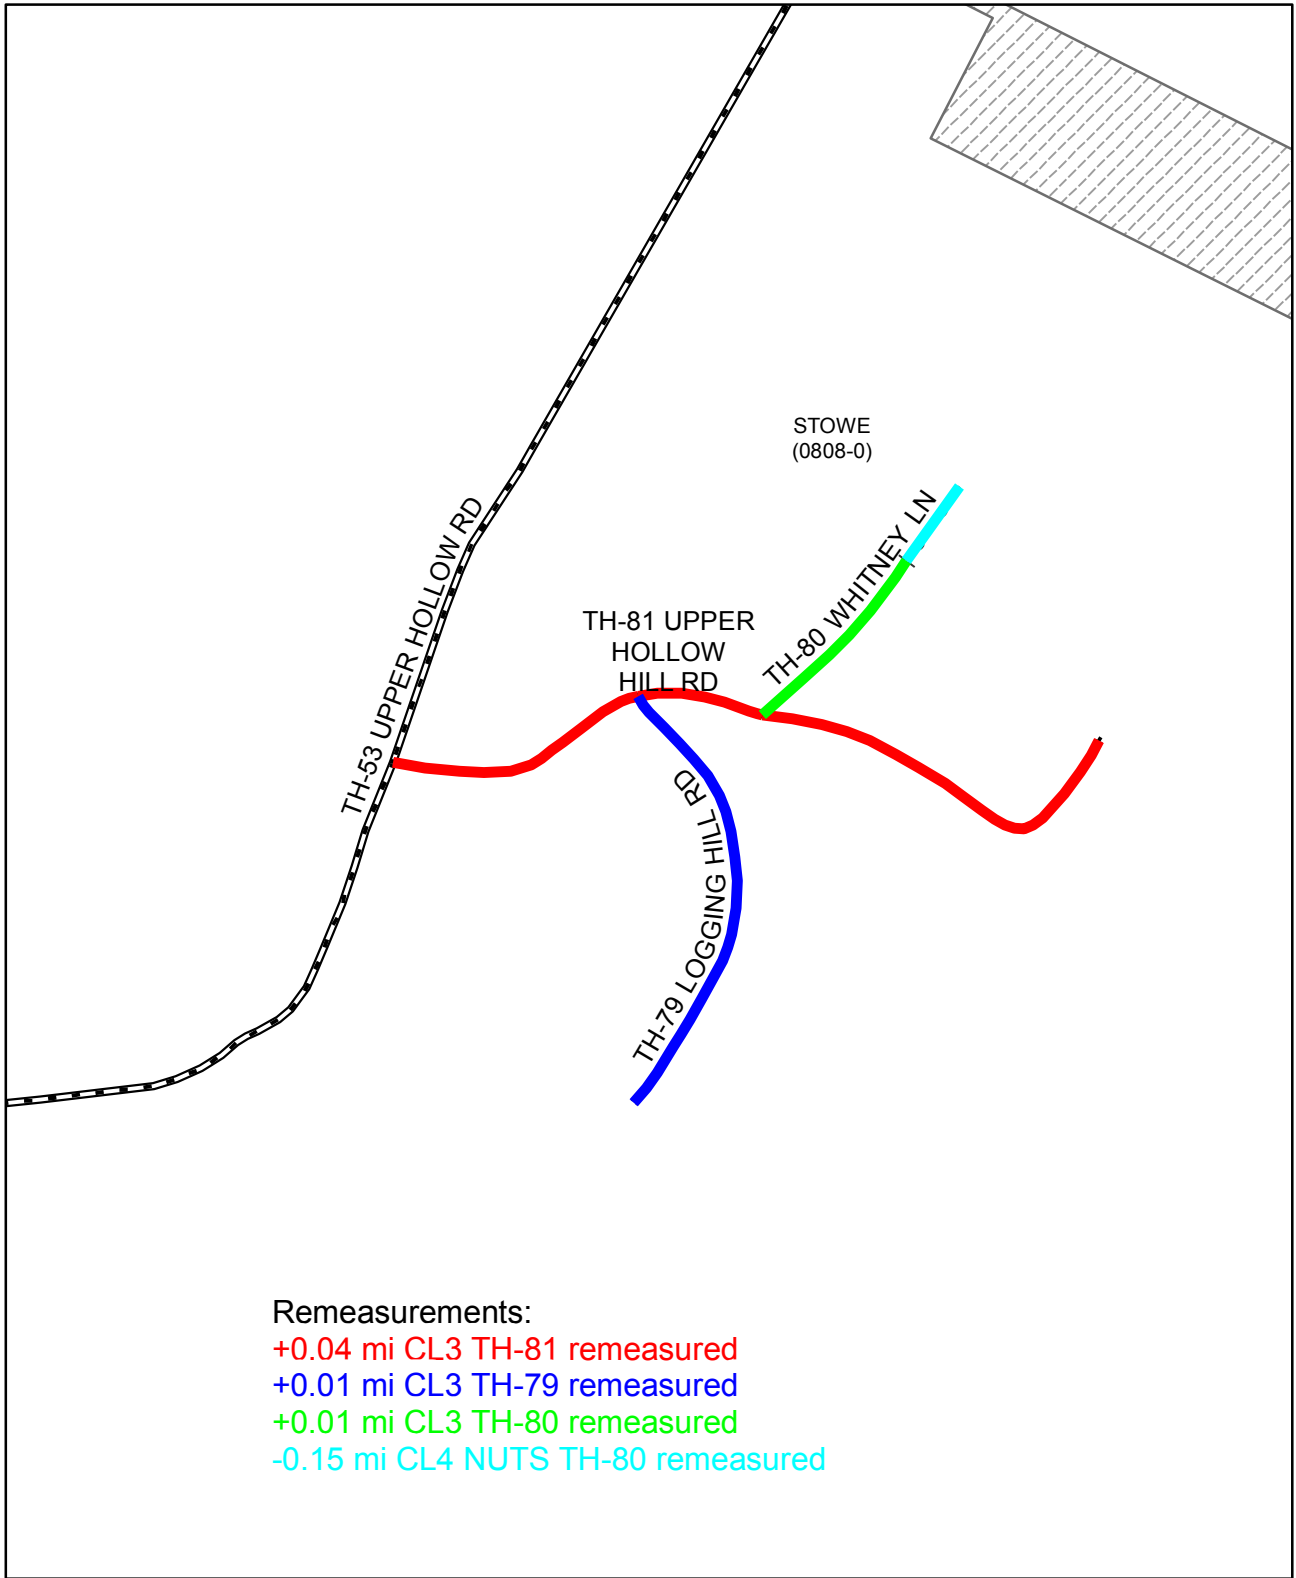 STOWE
(0808-0)
TH-53 UPPER HOLLOW RD
TH-80 WHITNEY LN
TH-81 UPPER
HOLLOW
HILL RD
TH-79 LOGGING HILL RD
Remeasurements:
+0.04 mi CL3 TH-81 remeasured
+0.01 mi CL3 TH-79 remeasured
+0.01 mi CL3 TH-80 remeasured
-0.15 mi CL4 NUTS TH-80 remeasured